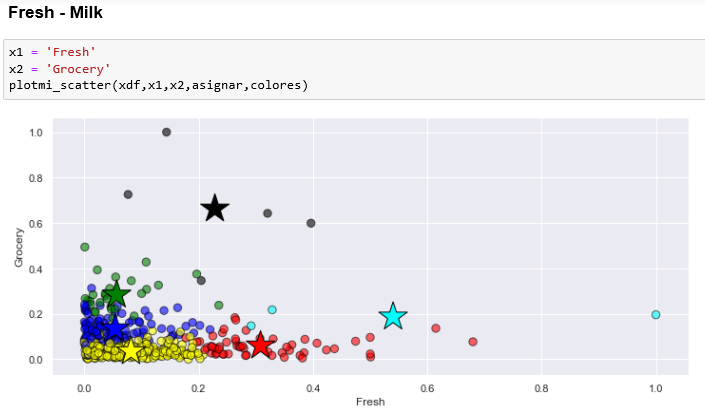 Fresh - Milk
x1 = 'Fresh'
x2 = 'Grocery'
plotmi_scatter(xdf,x1,x2,asignar,colores)
1.0
0.8
0.6
0.4
0.2
0.0
Grocery
0.0 0.2 0.4 0.6 0.8 1.0
Fresh